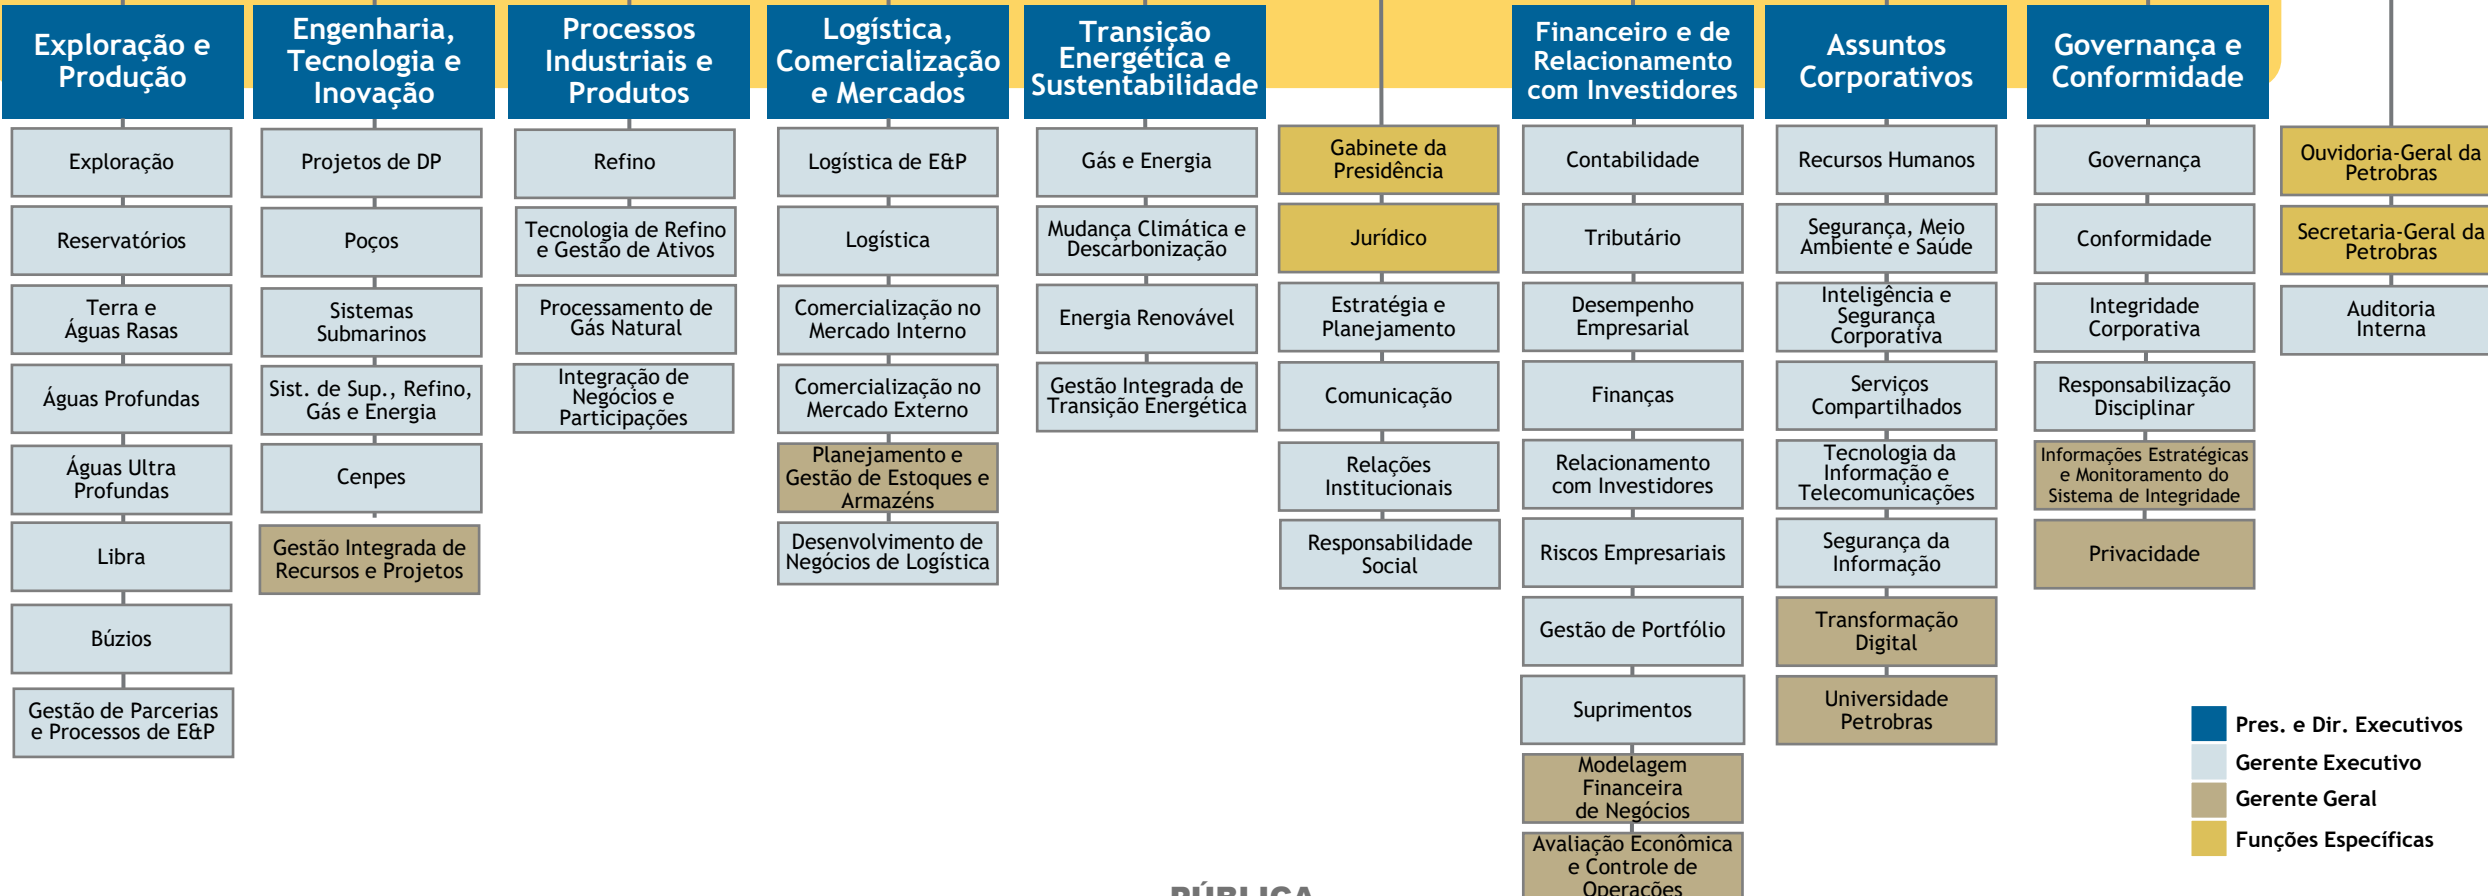 Exploração e
Produção
Exploração
Reservatórios
Terra e
Águas Rasas
Águas Profundas
Águas Ultra
Profundas
Libra
Búzios
Gestão de Parcerias
e Processos de E&P
Engenharia,
Tecnologia e
Inovação
Projetos de DP
Poços
Sistemas
Submarinos
Sist. de Sup., Refino,
Gás e Energia
Cenpes
Gestão Integrada de
Recursos e Projetos
Processos
Industriais e
Produtos
Refino
Tecnologia de Refino
e Gestão de Ativos
Processamento de
Gás Natural
Integração de
Negócios e
Participações
Logística,
Comercialização
e Mercados
Logística de E&P
Logística
Comercialização no
Mercado Interno
Comercialização no
Mercado Externo
Planejamento e
Gestão de Estoques e
Armazéns
Desenvolvimento de
Negócios de Logística
Transição
Energética e
Sustentabilidade
Gás e Energia
Mudança Climática e
Descarbonização
Energia Renovável
Gestão Integrada de
Transição Energética
Gabinete da
Presidência
Jurídico
Estratégia e
Planejamento
Comunicação
Relações
Institucionais
Responsabilidade
Social
Financeiro e de
Relacionamento
com Investidores
Contabilidade
Tributário
Desempenho
Empresarial
Finanças
Relacionamento
com Investidores
Riscos Empresariais
Gestão de Portfólio
Suprimentos
Modelagem
Financeira
de Negócios
Avaliação Econômica
e Controle de
Operações
Assuntos
Corporativos
Recursos Humanos
Segurança, Meio
Ambiente e Saúde
Inteligência e
Segurança
Corporativa
Serviços
Compartilhados
Tecnologia da
Informação e
Telecomunicações
Segurança da
Informação
Transformação
Digital
Universidade
Petrobras
Governança e
Conformidade
Governança
Conformidade
Integridade
Corporativa
Responsabilização
Disciplinar
Informações Estratégicas
e Monitoramento do
Sistema de Integridade
Privacidade
Ouvidoria-Geral da
Petrobras
Secretaria-Geral da
Petrobras
Auditoria
Interna
Pres. e Dir. Executivos
Gerente Executivo
Gerente Geral
Funções Específicas
PÚBLICA